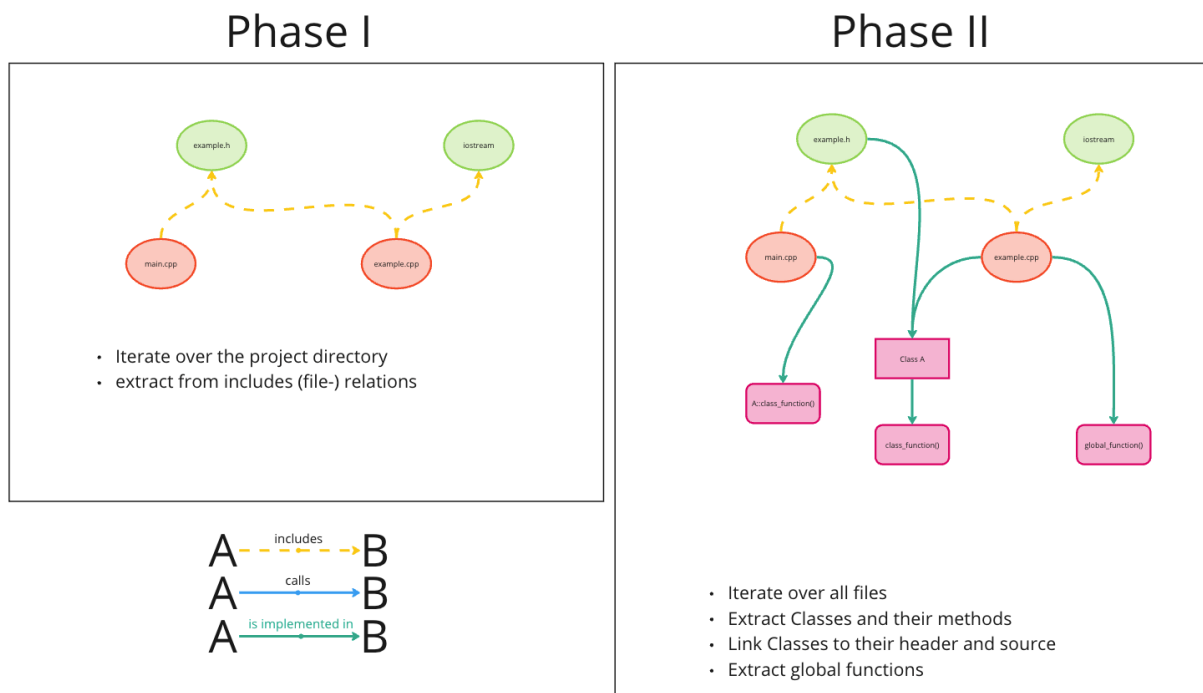 Phase I
example.h
iostream
main.cpp
example.cpp
• Iterate over the project directory
• extract from includes (file-) relations
A includes B
A calls B
A is implemented in B
Phase II
example.h
iostream
main.cpp
example.cpp
Class A
A::class_function()
class_function()
global_function()
• Iterate over all files
• Extract Classes and their methods
• Link Classes to their header and source
• Extract global functions